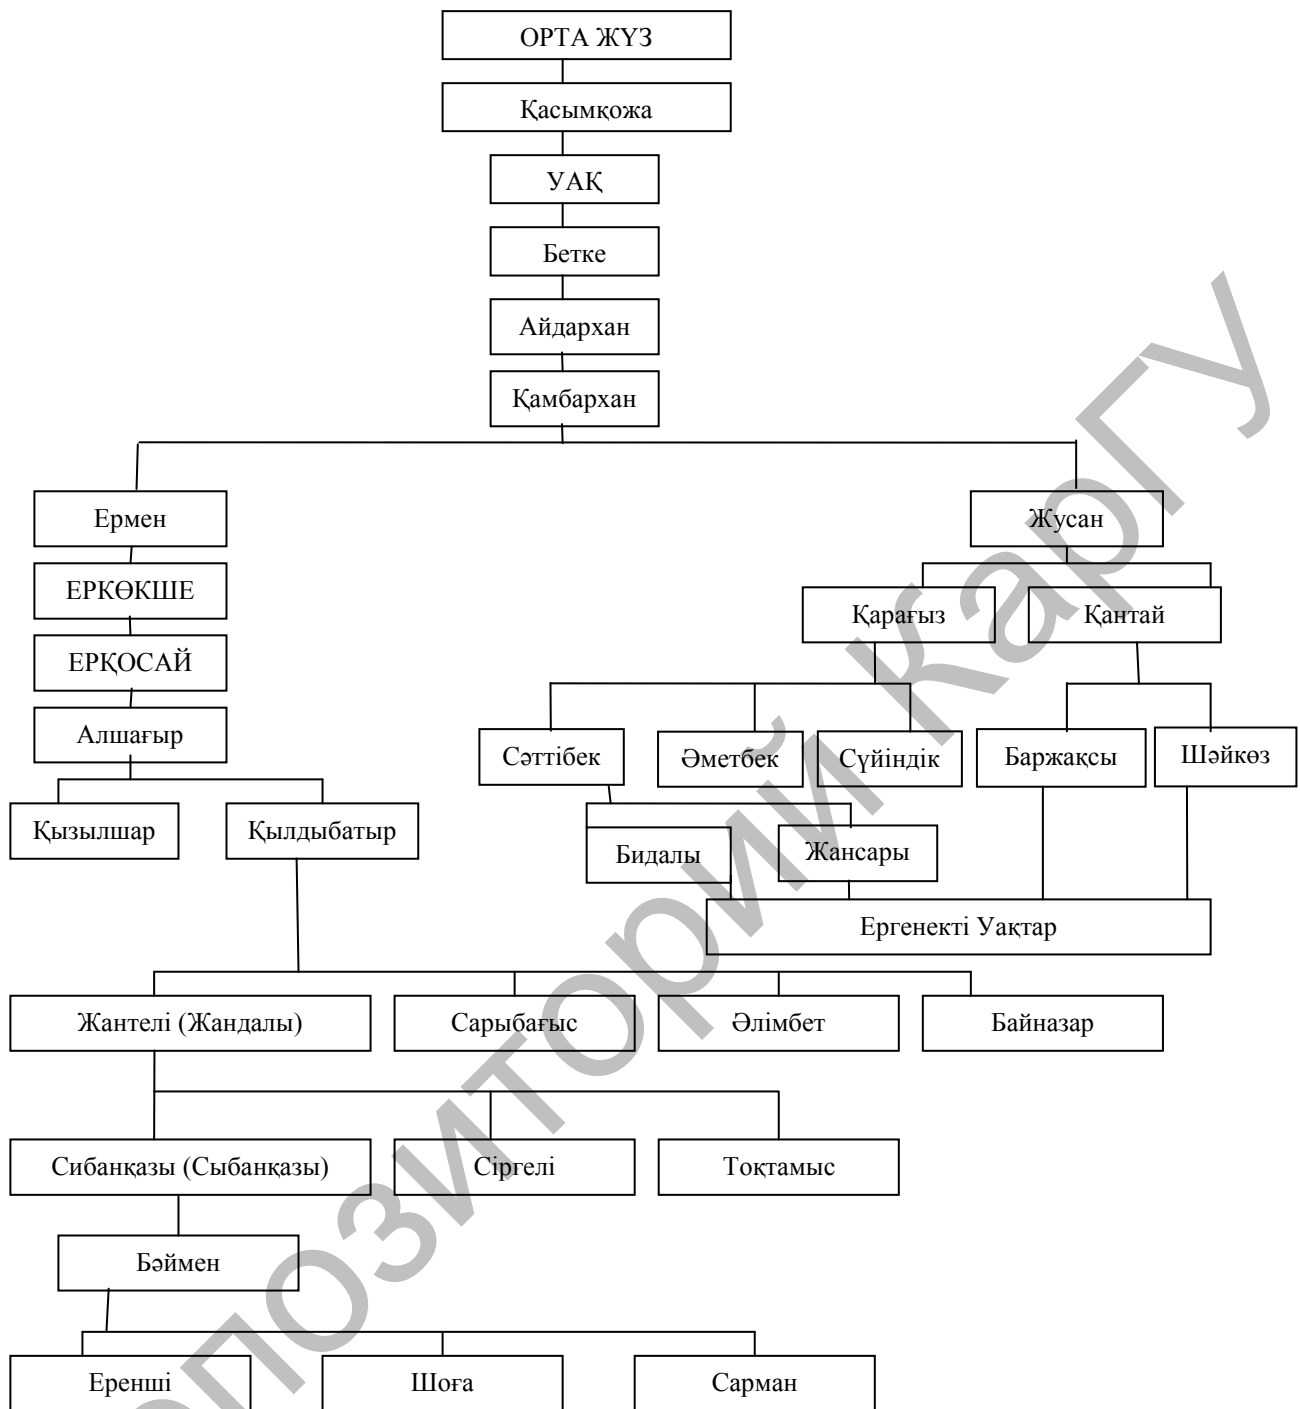 ОРТА ЖҮЗ
Қасымқожа
УАҚ
Бетке
Айдархан
Қамбархан
Ермен
Жусан
ЕРКӨКШЕ
Қарағыз
Қантай
ЕРҚОСАЙ
Алшағыр
Сәттібек
Әметбек
Сүйіндік
Баржақсы
Шәйкөз
Қызылшар
Қылдыбатыр
Бидалы
Жансары
Ергенекті Уақтар
Жантелі (Жандалы)
Сарыбағыс
Әлімбет
Байназар
Сибанқазы (Сыбанқазы)
Сіргелі
Тоқтамыс
Бәймен
Еренші
Шоға
Сарман
позиторий КарГУ